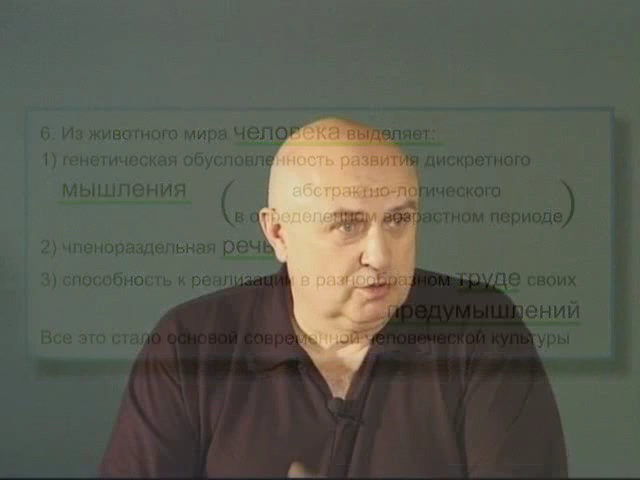 6. Из животного мира человека выделяет:
1) генетическая обусловленность развития дискретного
мышления ( абстрактно-логического
в определенном возрастном периоде )
2) членораздельная речь
3) способность к реализации в разнообразном труде своих
предумышлений
Все это стало основой современной человеческой культуры